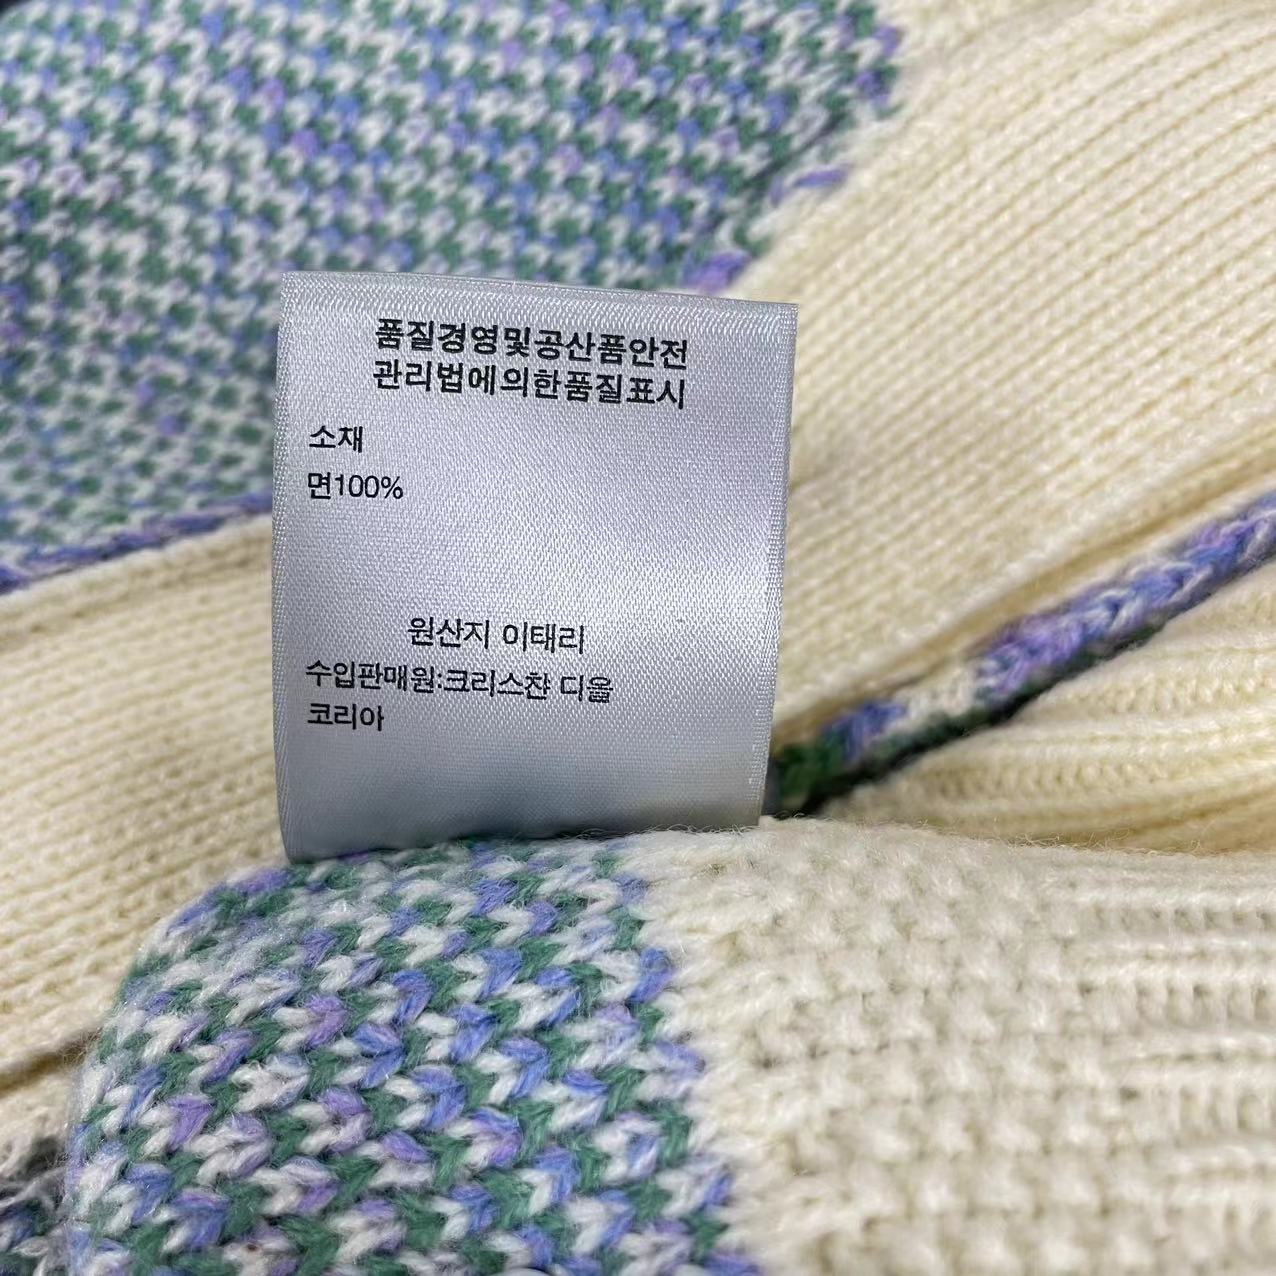 품질경영및공산품안전
관리법에의한품질표시
소재
면100%
원산지 이태리
수입판매원:크리스찬 디올
코리아